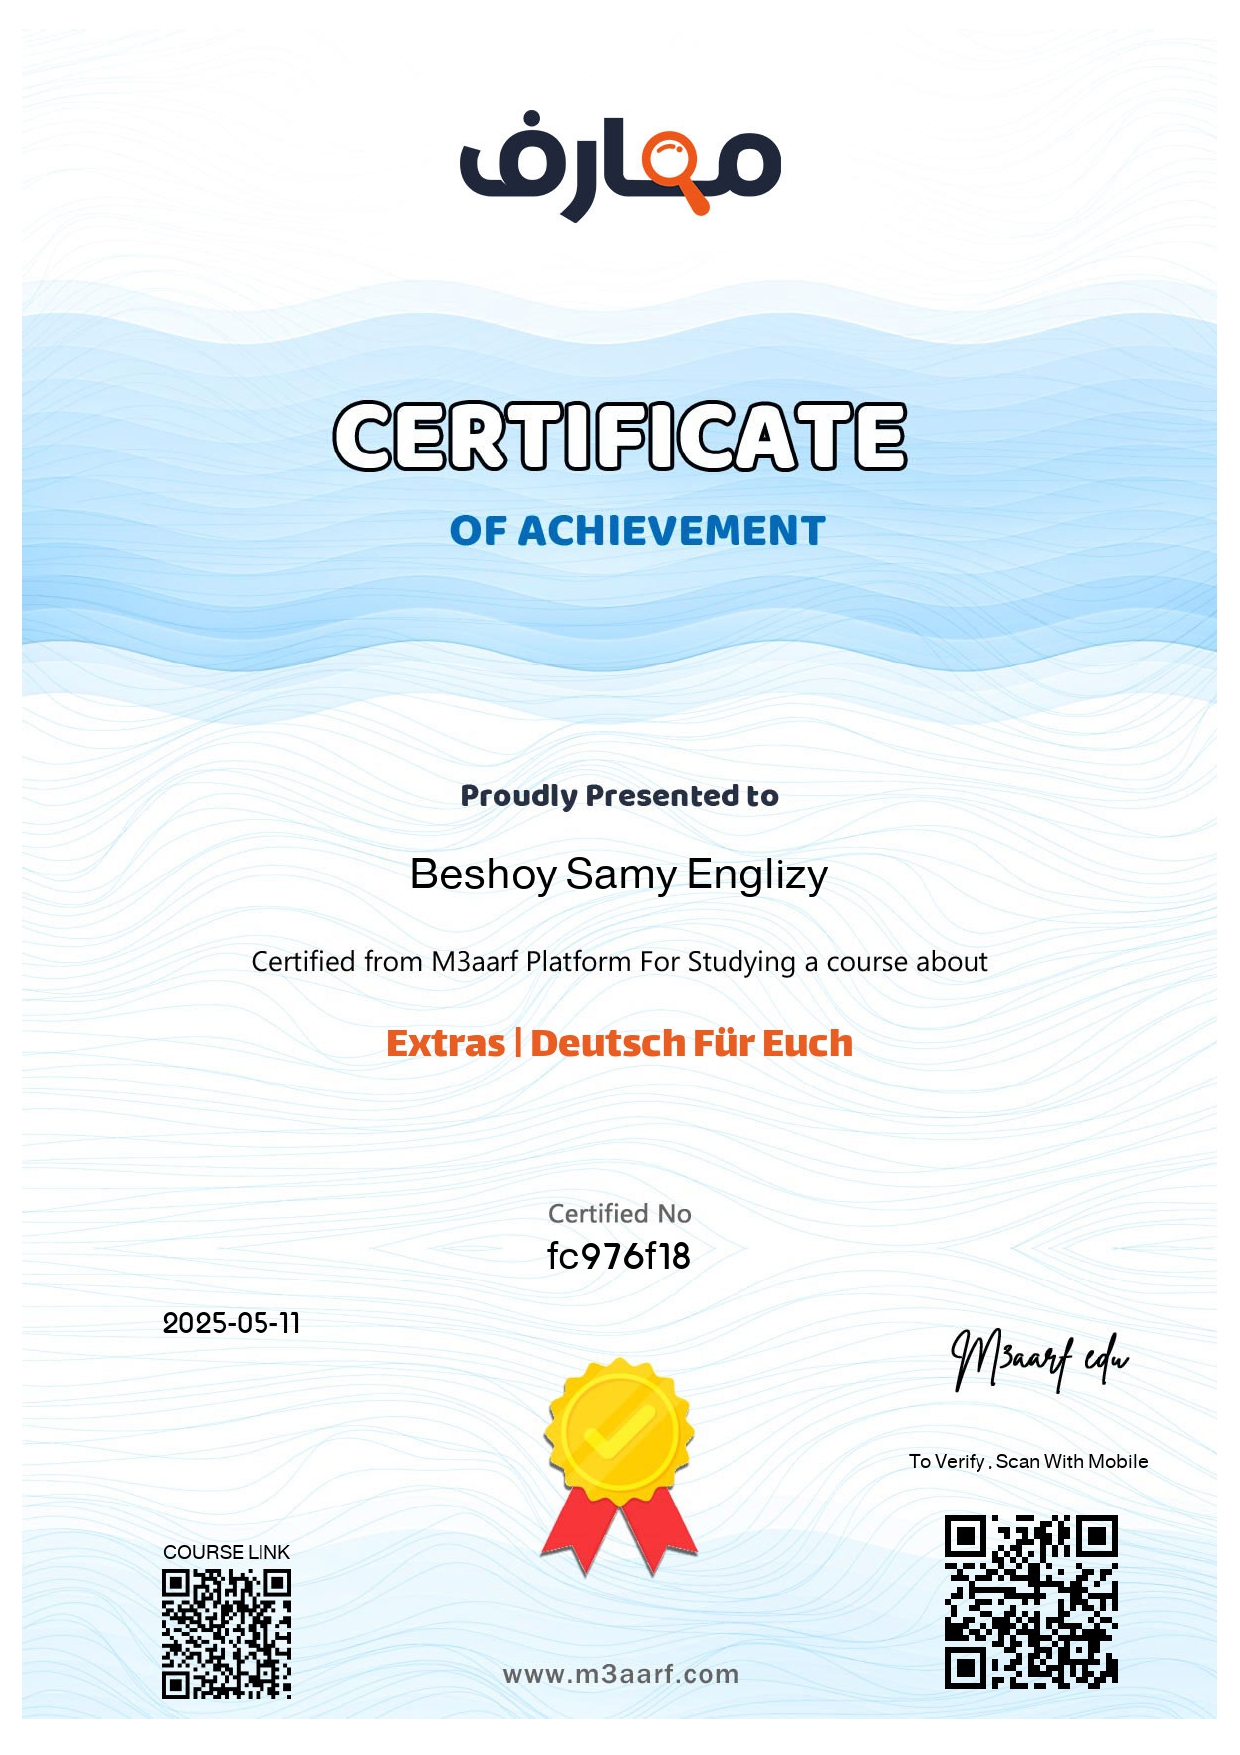 معارف
CERTIFICATE
OF ACHIEVEMENT
Proudly Presented to
Beshoy Samy Englizy
Certified from M3aarf Platform For Studying a course about
Extras | Deutsch Für Euch
Certified No
fc976f18
2025-05-11
M3aarf edu
To Verify , Scan With Mobile
COURSE LINK
www.m3aarf.com